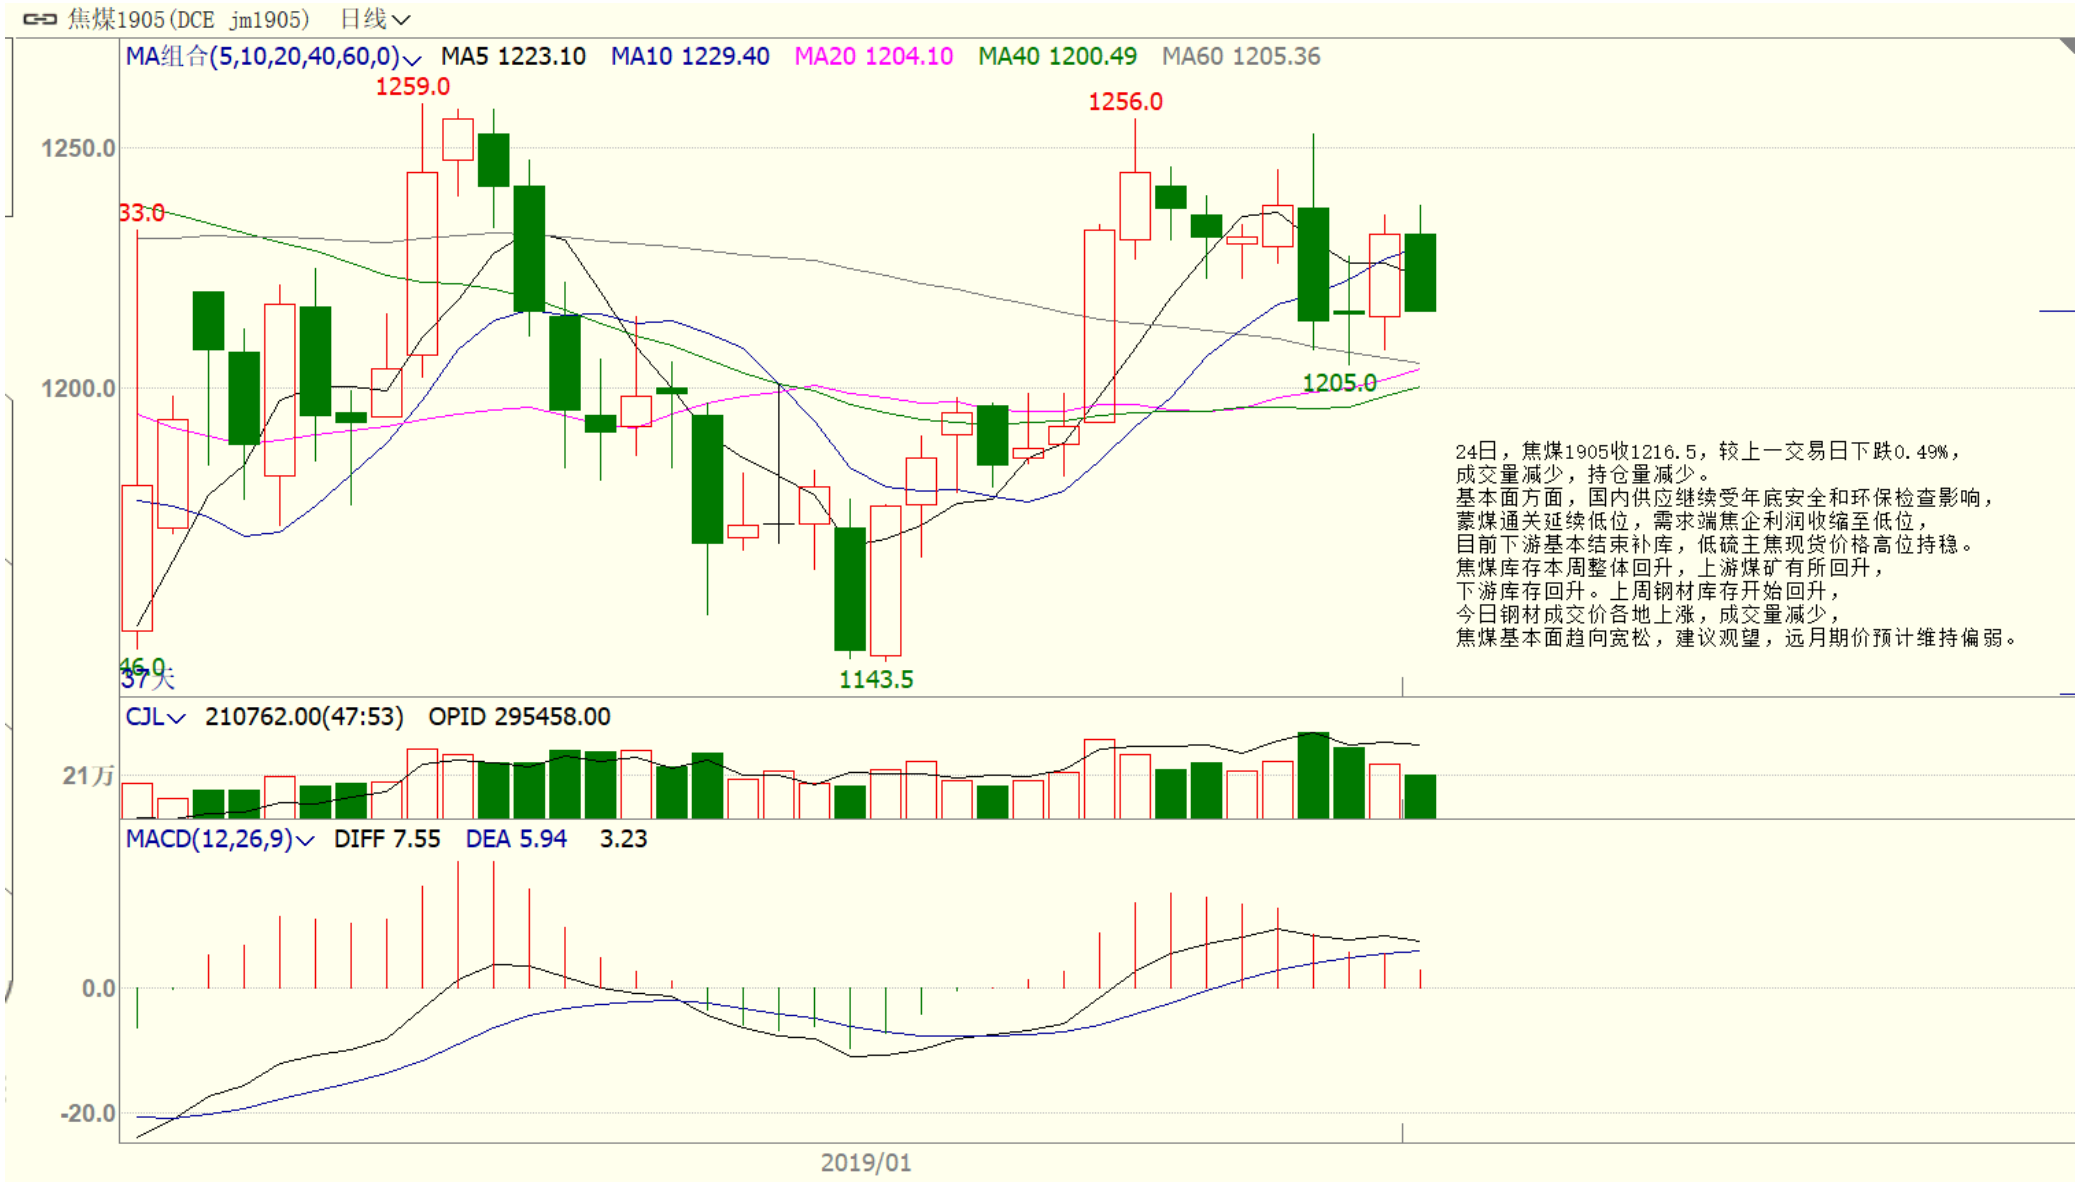 焦煤1905(DCE jm1905) 日线
MA组合(5,10,20,40,60,0) MA5 1223.10 MA10 1229.40 MA20 1204.10 MA40 1200.49 MA60 1205.36
1259.0
1256.0
1250.0
33.0
1200.0
1205.0
24日，焦煤1905收1216.5，较上一交易日下跌0.49%，
成交量减少，持仓量减少。
基本面方面，国内供应继续受年底安全和环保检查影响，
蒙煤通关延续低位，需求端焦企利润收缩至低位，
目前下游基本结束补库，低硫主焦现货价格高位持稳。
焦煤库存本周整体回升，上游煤矿有所回升，
下游库存回升。上周钢材库存开始回升，
今日钢材成交价各地上涨，成交量减少，
焦煤基本面趋向宽松，建议观望，远月期价预计维持偏弱。
46.0
37天
1143.5
CJL 210762.00(47:53) OPID 295458.00
21万
MACD(12,26,9) DIFF 7.55 DEA 5.94 3.23
0.0
-20.0
2019/01